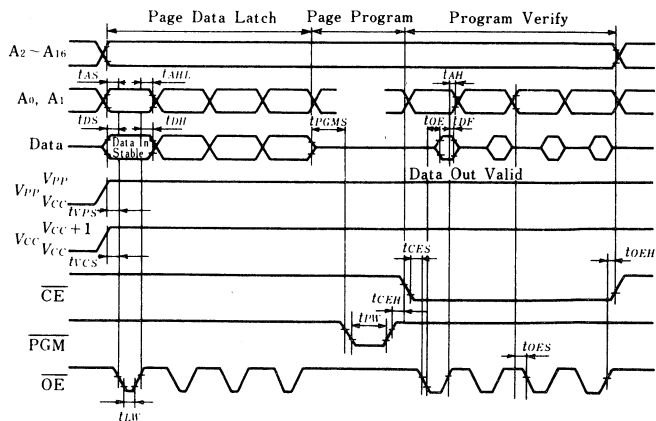 Page Data Latch Page Program Program Verify
A2 ~ A16
tAS tAHL tAH
A0, A1
tDS tDH tPGMS tOE tDF
Data Data In Stable
Data Out Valid
VPP VPP
VCC
tVPS
VCC VCC + 1
VCC
tVCS
tCES tOEH
CE
tCEH
tPW
PGM
tOES
OE
tLW